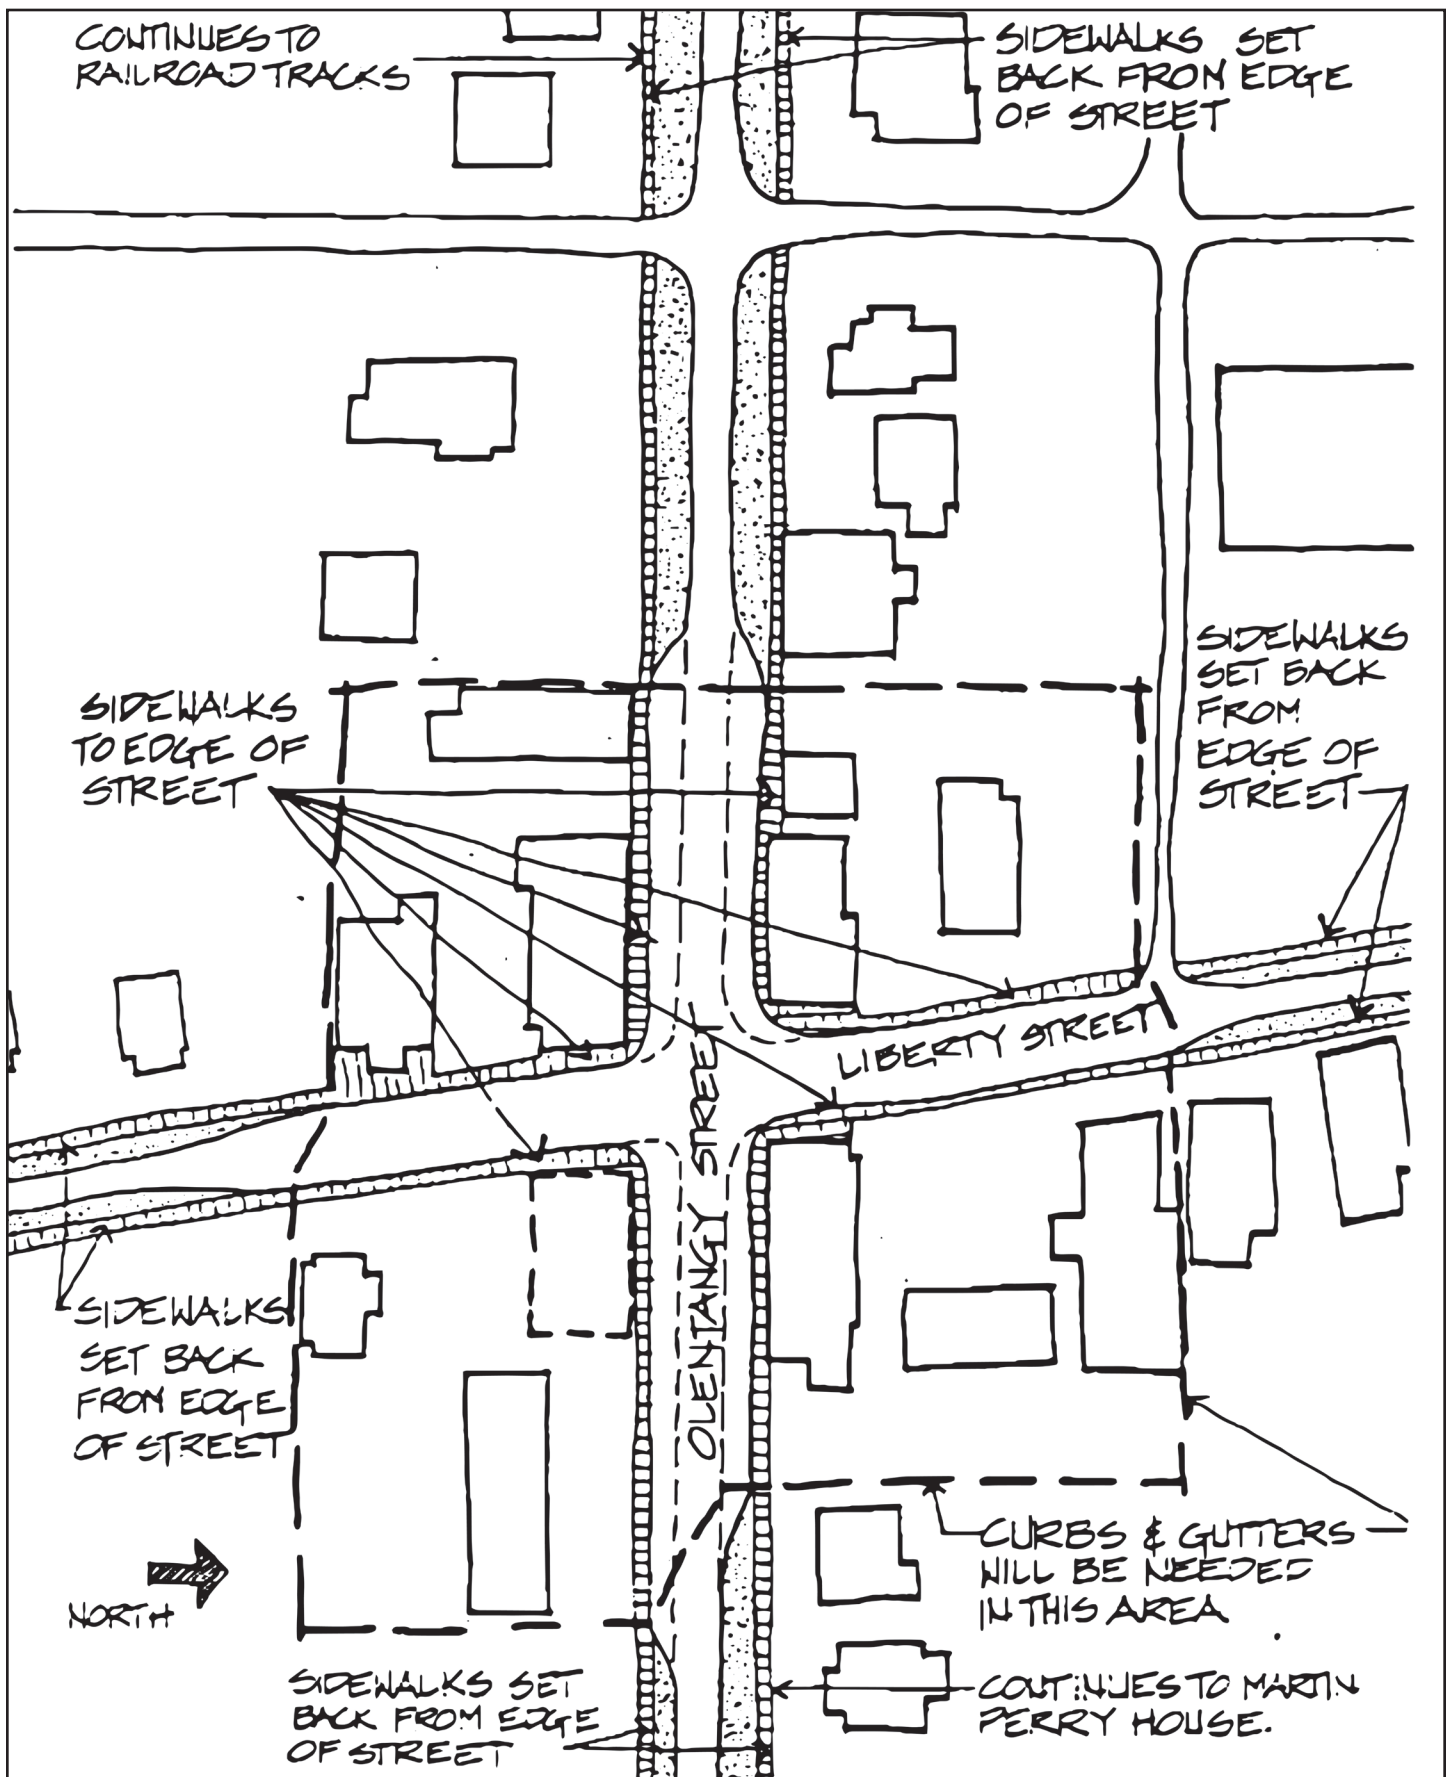 CONTINUES TO
RAILROAD TRACKS
SIDEWALKS SET
BACK FROM EDGE
OF STREET
SIDEWALKS
SET BACK
FROM
EDGE OF
STREET
SIDEWALKS
TO EDGE OF
STREET
LIBERTY STREET
OLENTANGY STREET
SIDEWALKS
SET BACK
FROM EDGE
OF STREET
NORTH
CURBS & GUTTERS
WILL BE NEEDED
IN THIS AREA
SIDEWALKS SET
BACK FROM EDGE
OF STREET
CONTINUES TO MARTIN
PERRY HOUSE.